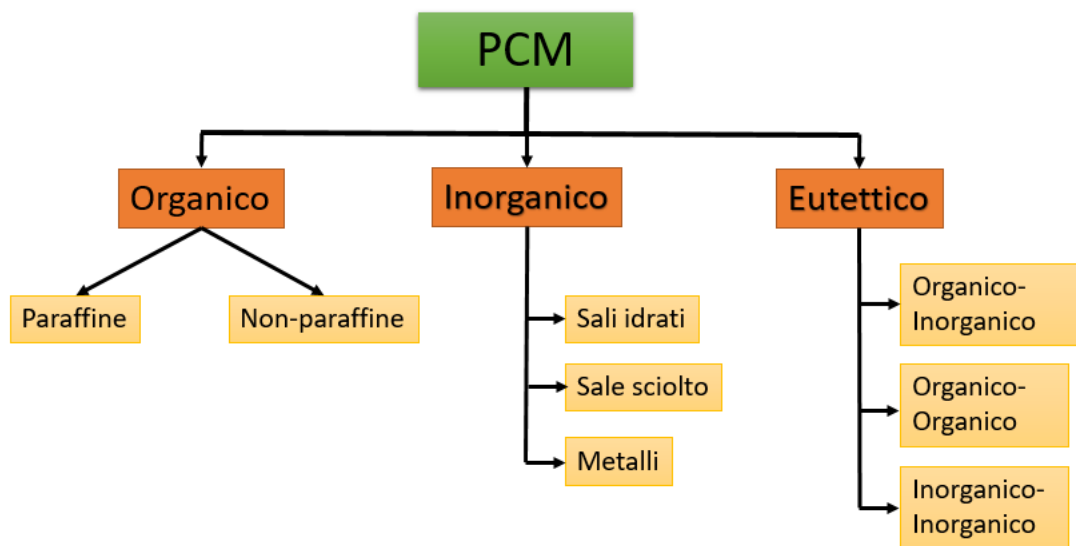 PCM
Organico
Inorganico
Eutettico
Paraffine
Non-paraffine
Sali idrati
Sale sciolto
Metalli
Organico-
Inorganico
Organico-
Organico
Inorganico-
Inorganico